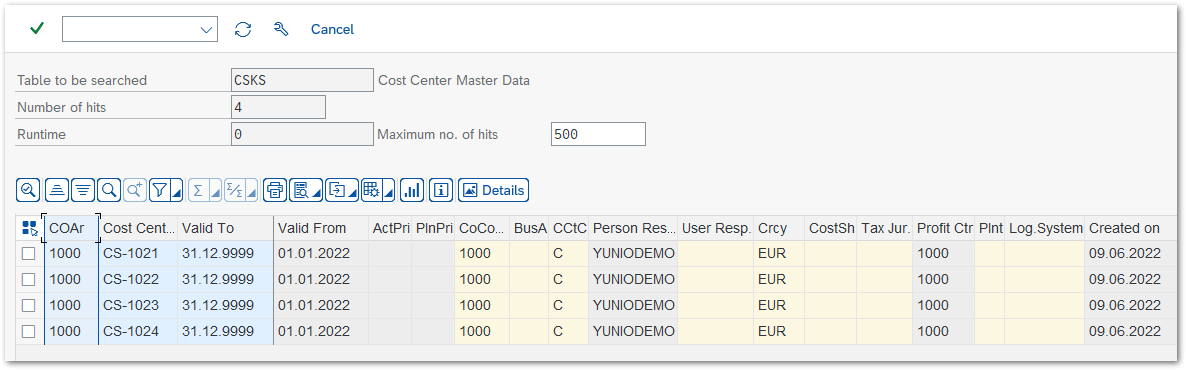 Cancel
Table to be searched CSKS Cost Center Master Data
Number of hits 4
Runtime 0 Maximum no. of hits 500
Details
COAr Cost Cent... Valid To Valid From ActPri PlnPri CoCo... BusA CCtC Person Res... User Resp. Crcy CostSh Tax Jur. Profit Ctr Plnt Log.System Created on
1000 CS-1021 31.12.9999 01.01.2022 1000 C YUNIODEMO EUR 1000 09.06.2022
1000 CS-1022 31.12.9999 01.01.2022 1000 C YUNIODEMO EUR 1000 09.06.2022
1000 CS-1023 31.12.9999 01.01.2022 1000 C YUNIODEMO EUR 1000 09.06.2022
1000 CS-1024 31.12.9999 01.01.2022 1000 C YUNIODEMO EUR 1000 09.06.2022